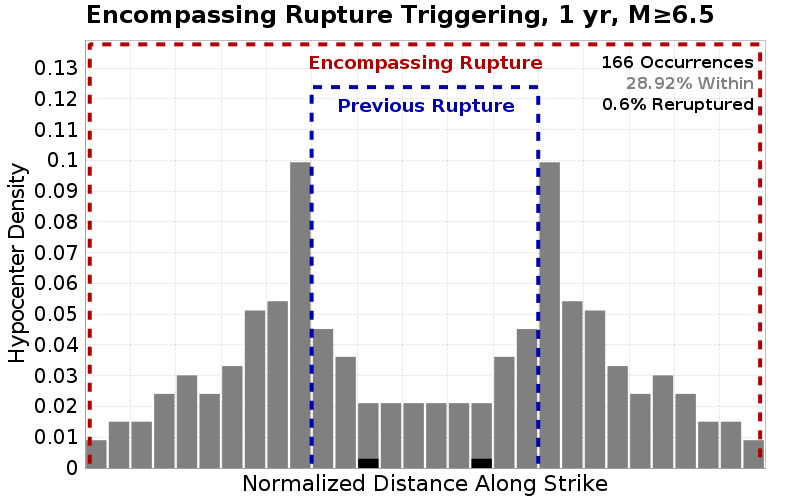 Encompassing Rupture Triggering, 1 yr, M≥6.5
Encompassing Rupture
166 Occurrences
28.92% Within
Previous Rupture
0.6% Reruptured
0.13
0.12
0.11
0.1
0.09
0.08
0.07
0.06
0.05
0.04
0.03
0.02
0.01
0
Hypocenter Density
Normalized Distance Along Strike